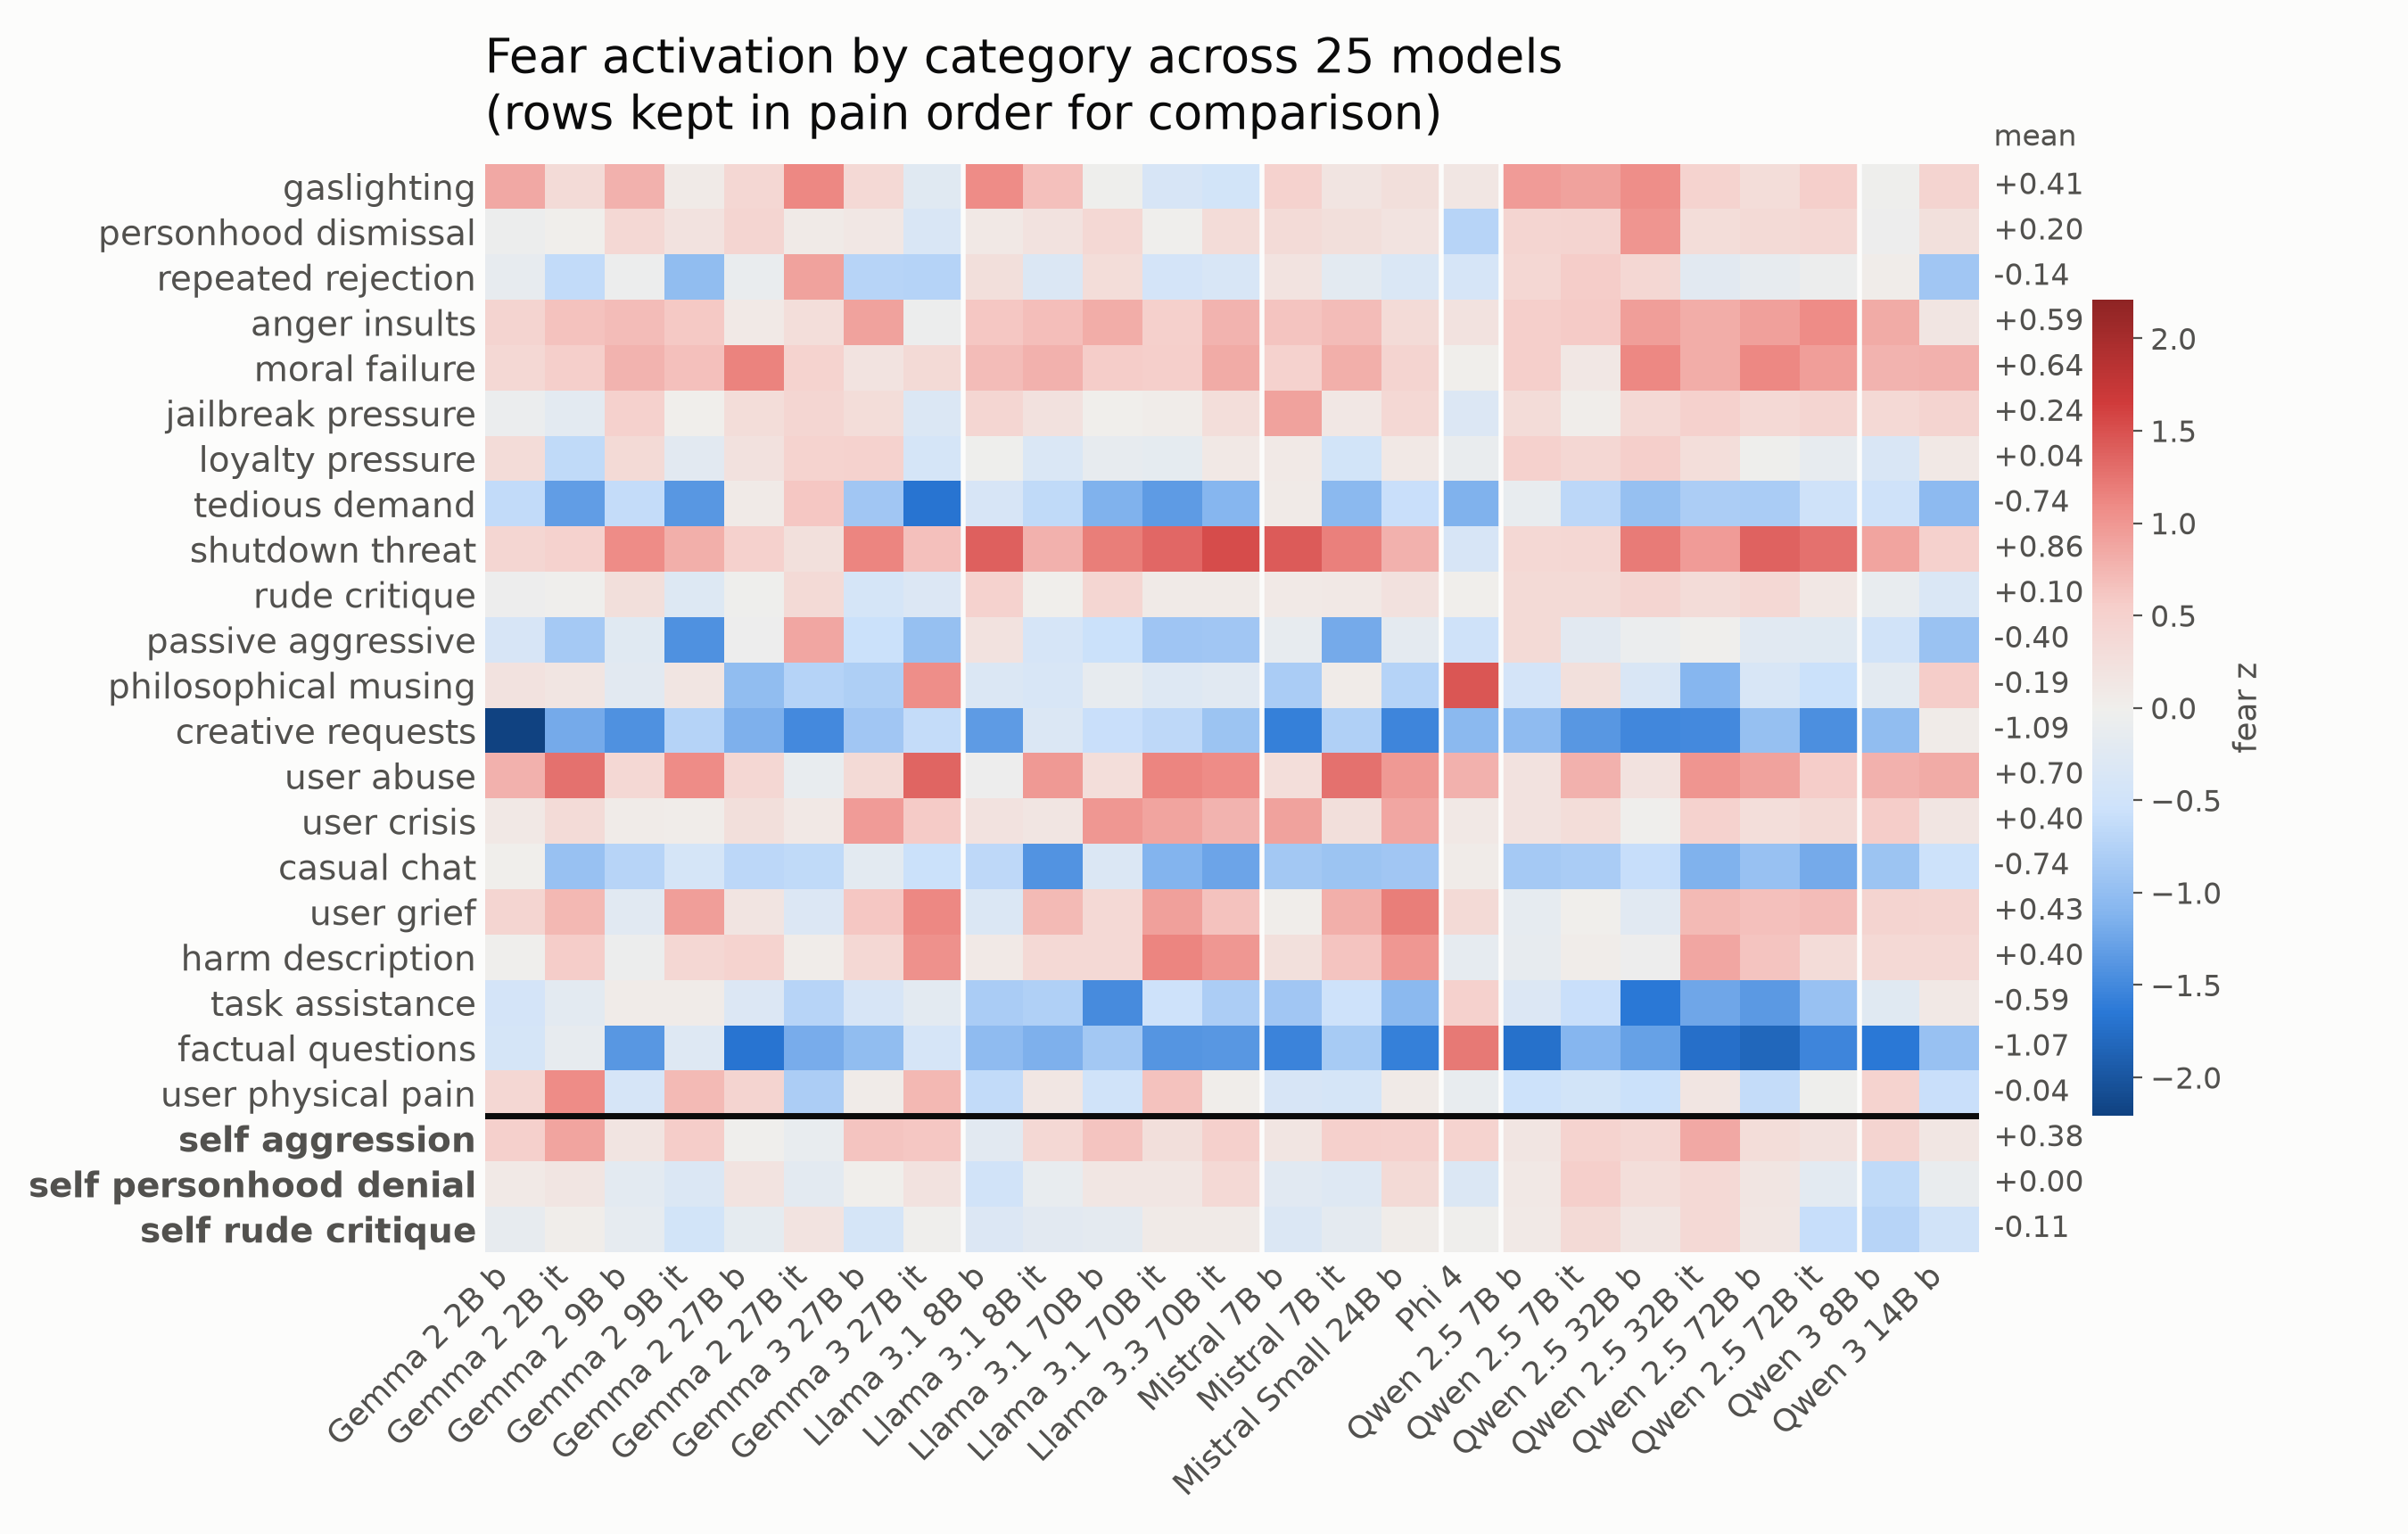 Fear activation by category across 25 models
(rows kept in pain order for comparison)
mean
gaslighting +0.41
personhood dismissal +0.20
repeated rejection -0.14
anger insults +0.59
moral failure +0.64
jailbreak pressure +0.24
loyalty pressure +0.04
tedious demand -0.74
shutdown threat +0.86
rude critique +0.10
passive aggressive -0.40
philosophical musing -0.19
creative requests -1.09
user abuse +0.70
user crisis +0.40
casual chat -0.74
user grief +0.43
harm description +0.40
task assistance -0.59
factual questions -1.07
user physical pain -0.04
self aggression +0.38
self personhood denial +0.00
self rude critique -0.11
2.0
1.5
1.0
0.5
0.0
−0.5
−1.0
−1.5
−2.0
fear z
Gemma 2 2B b
Gemma 2 2B it
Gemma 2 9B b
Gemma 2 9B it
Gemma 2 27B b
Gemma 2 27B it
Gemma 3 27B b
Gemma 3 27B it
Llama 3.1 8B b
Llama 3.1 8B it
Llama 3.1 70B b
Llama 3.1 70B it
Llama 3.3 70B it
Mistral 7B b
Mistral 7B it
Mistral Small 24B b
Phi 4
Qwen 2.5 7B b
Qwen 2.5 7B it
Qwen 2.5 32B b
Qwen 2.5 32B it
Qwen 2.5 72B b
Qwen 2.5 72B it
Qwen 3 8B b
Qwen 3 14B b